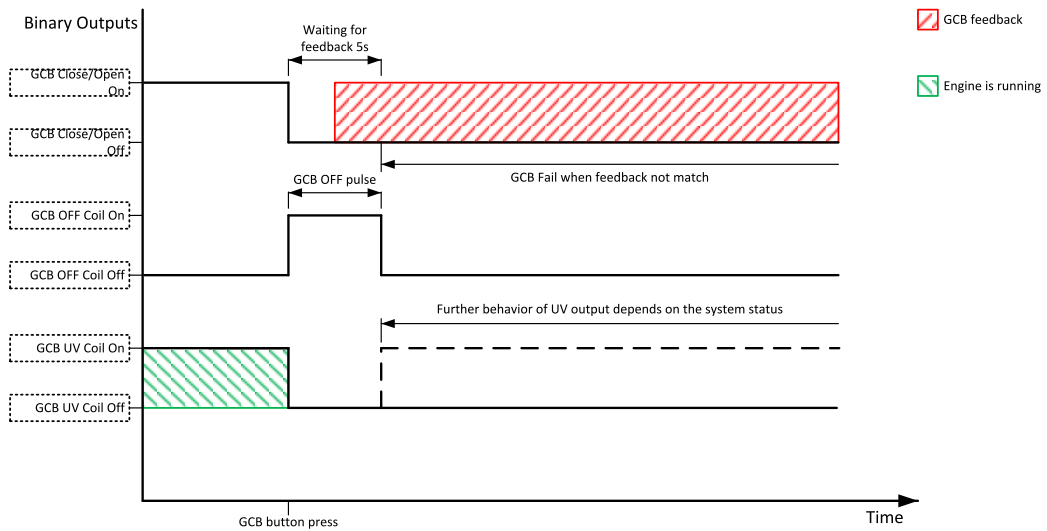 Binary Outputs
Waiting for
feedback 5s
GCB feedback
Engine is running
GCB Close/Open
On
GCB Close/Open
Off
GCB Fail when feedback not match
GCB OFF pulse
GCB OFF Coil On
GCB OFF Coil Off
Further behavior of UV output depends on the system status
GCB UV Coil On
GCB UV Coil Off
Time
GCB button press